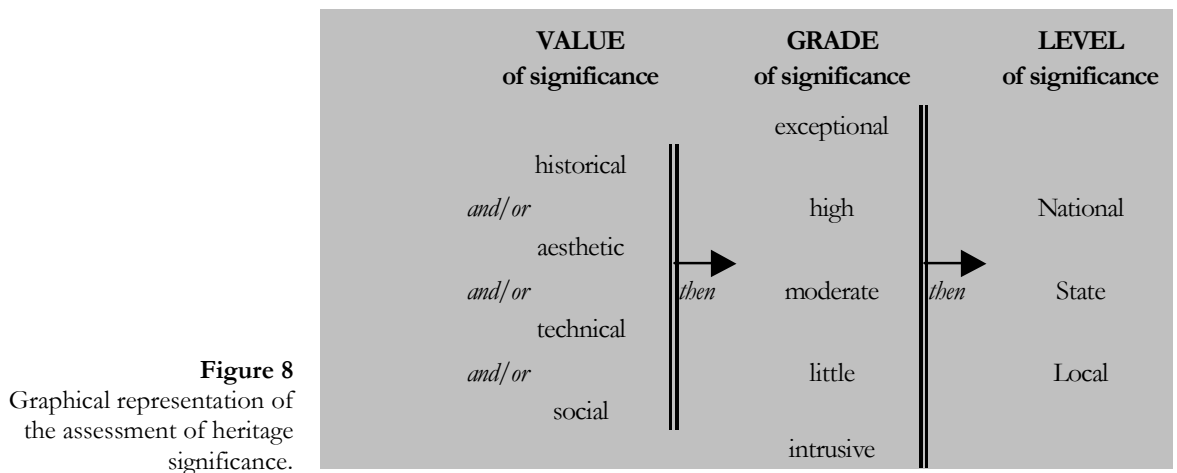 VALUE GRADE LEVEL
of significance of significance of significance
exceptional
historical
and/or high National
aesthetic
and/or then moderate then State
technical
and/or little Local
social
intrusive
Figure 8
Graphical representation of
the assessment of heritage
significance.